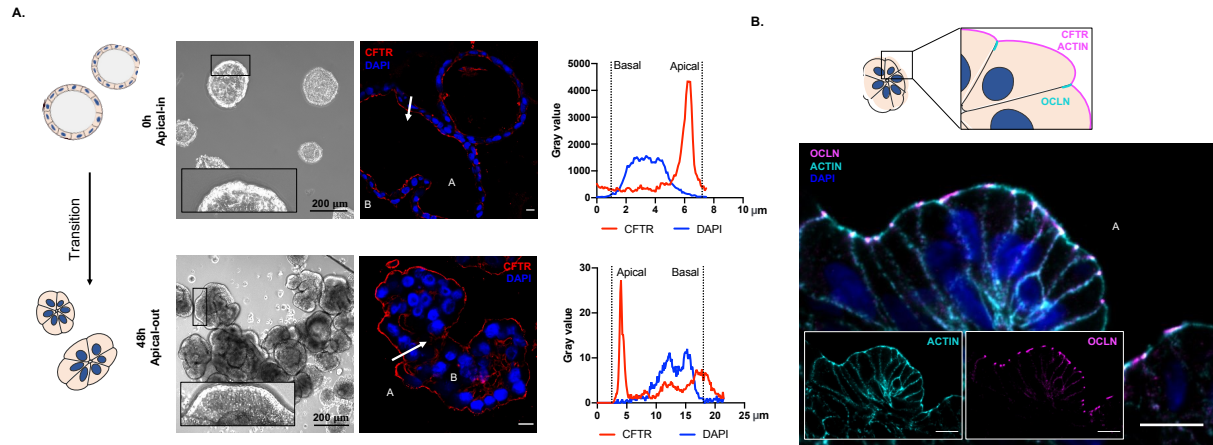 A.
Transition
0h
Apical-in
200 µm
CFTR
DAPI
A
B
Basal
Apical
5000
4000
3000
2000
1000
0
Gray value
0
2
4
6
8
10
µm
CFTR
DAPI
48h
Apical-out
200 µm
CFTR
DAPI
A
B
Apical
Basal
30
20
10
0
Gray value
0
5
10
15
20
25
µm
CFTR
DAPI
B.
CFTR
ACTIN
OCLN
OCLN
ACTIN
DAPI
A
ACTIN
OCLN